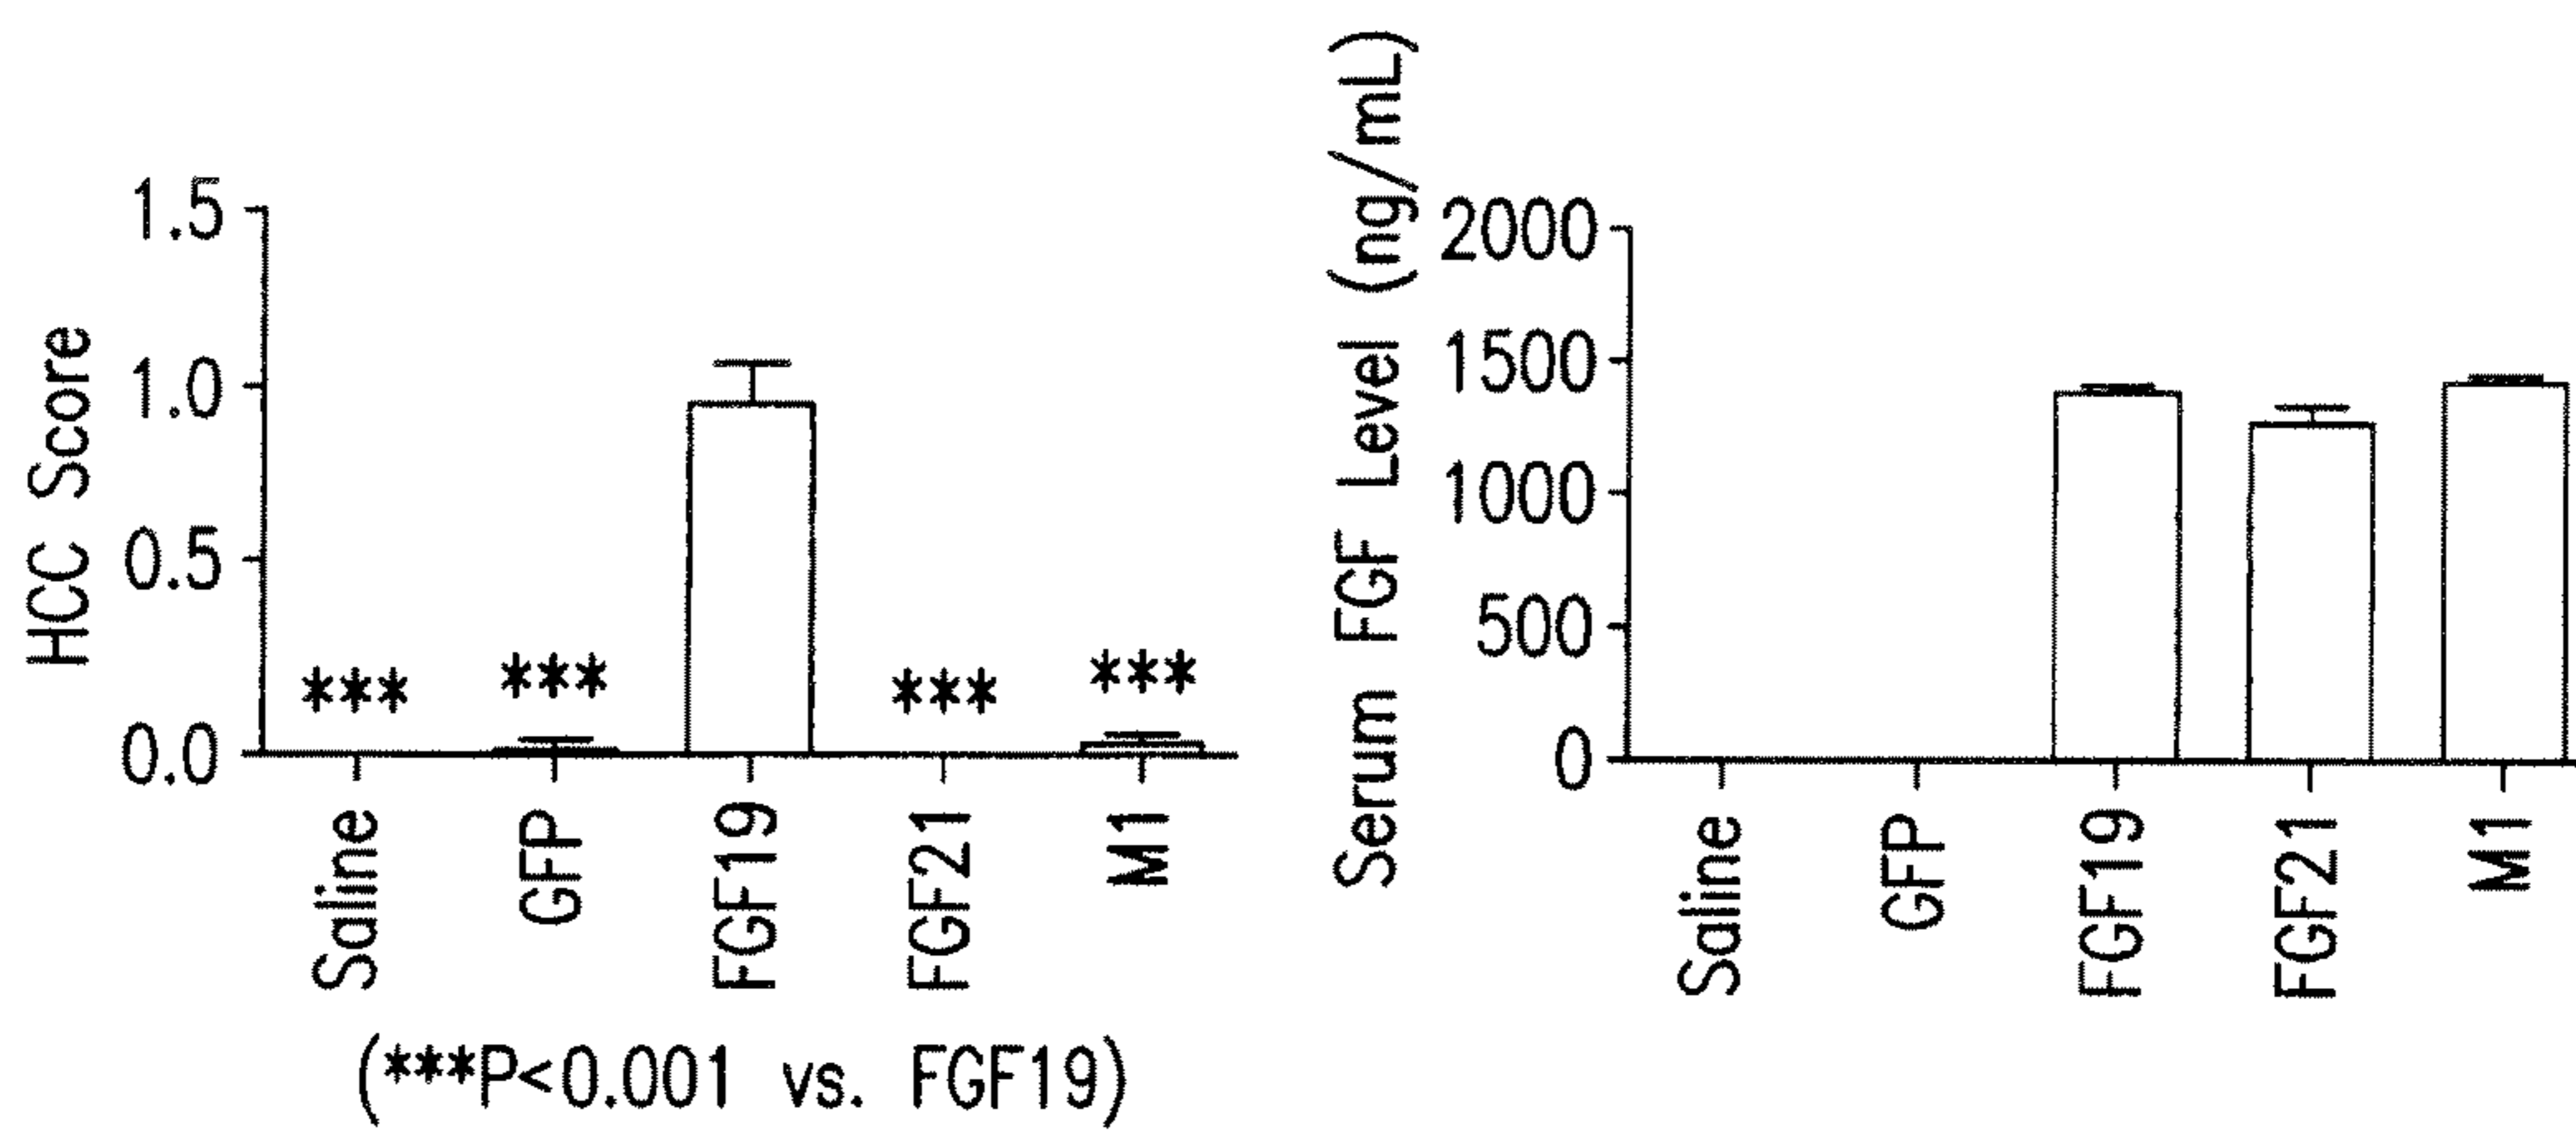 HCC Score
1.5
1.0
0.5
0.0
***
***
***
***
Saline
GFP
FGF19
FGF21
M1
(***P<0.001 vs. FGF19)
Serum FGF Level (ng/mL)
2000
1500
1000
500
0
Saline
GFP
FGF19
FGF21
M1